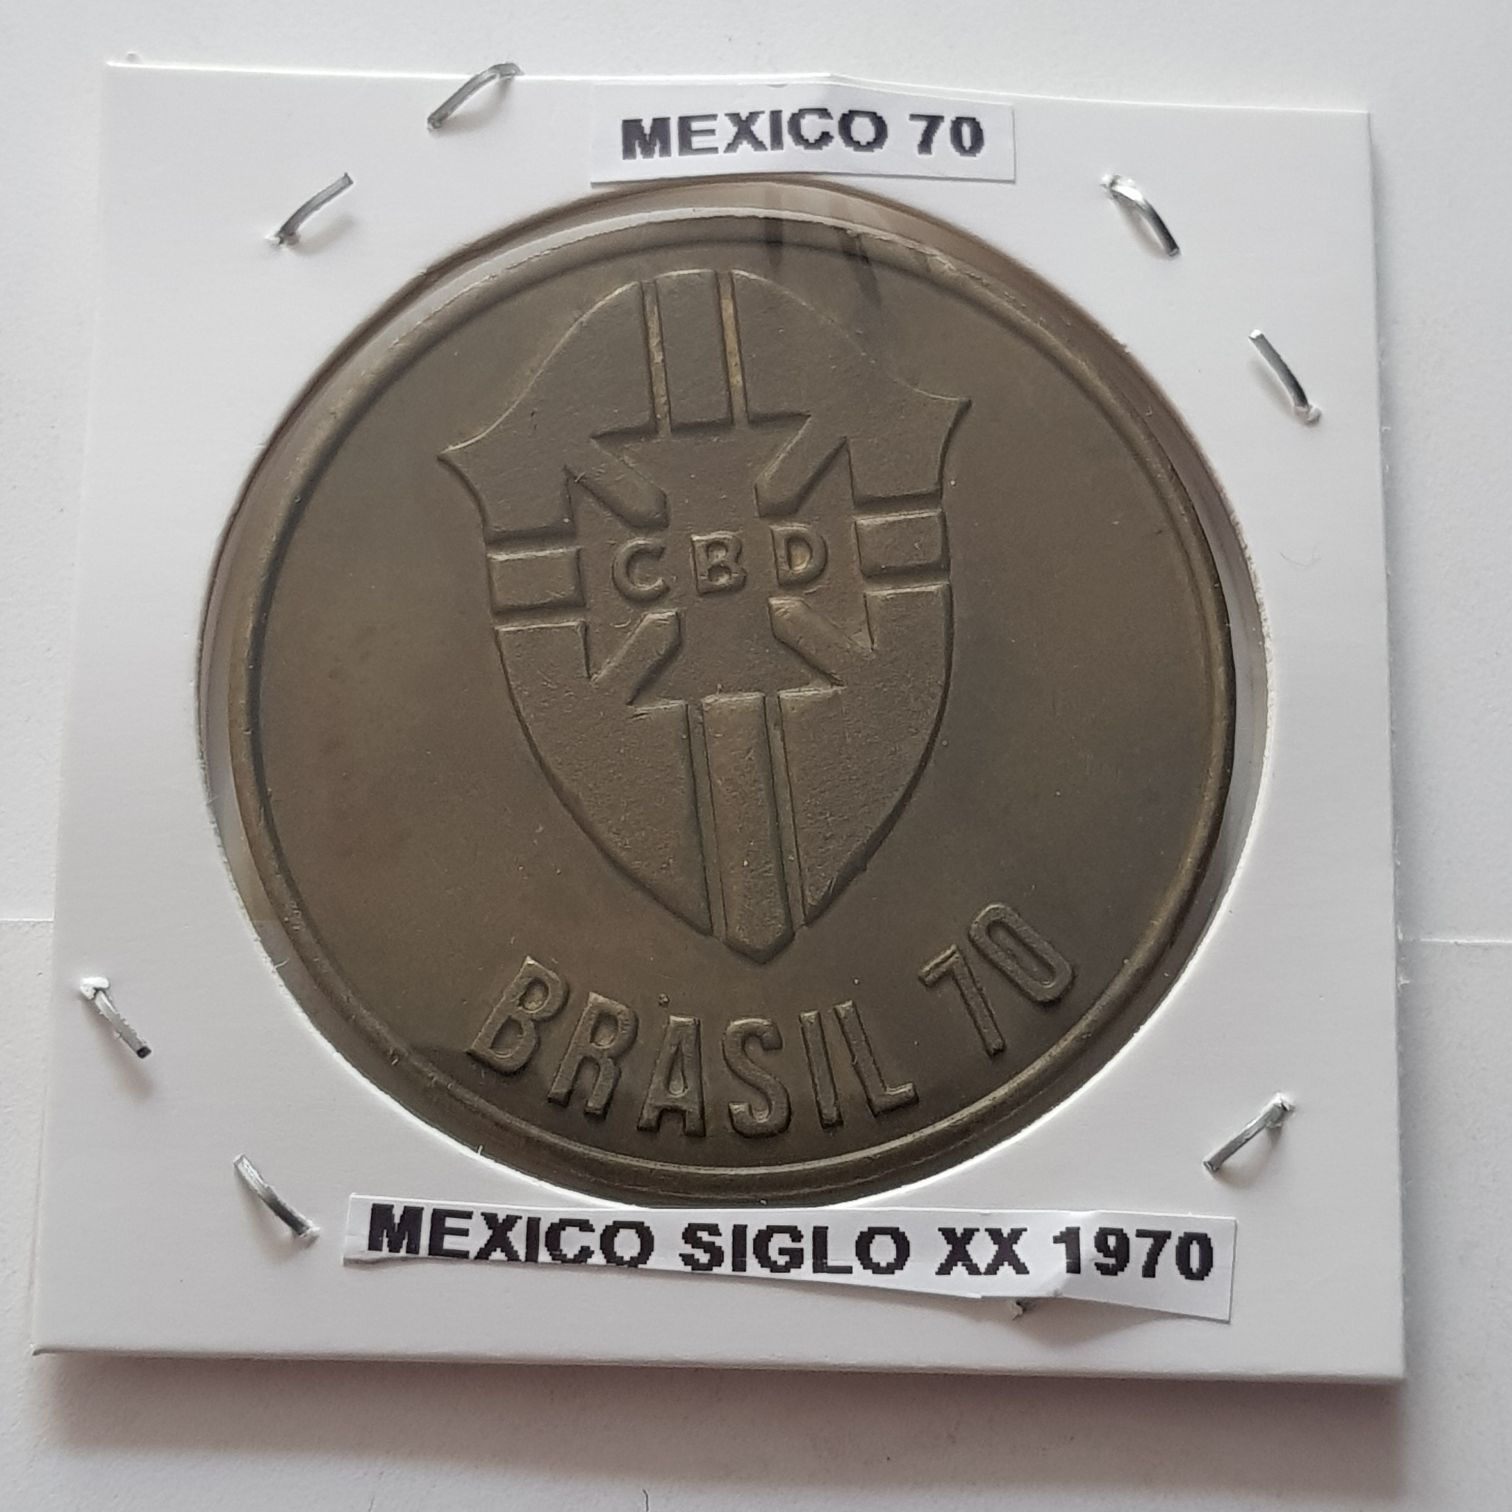 MEXICO 70
CBD
BRASIL 70
MEXICO SIGLO XX 1970